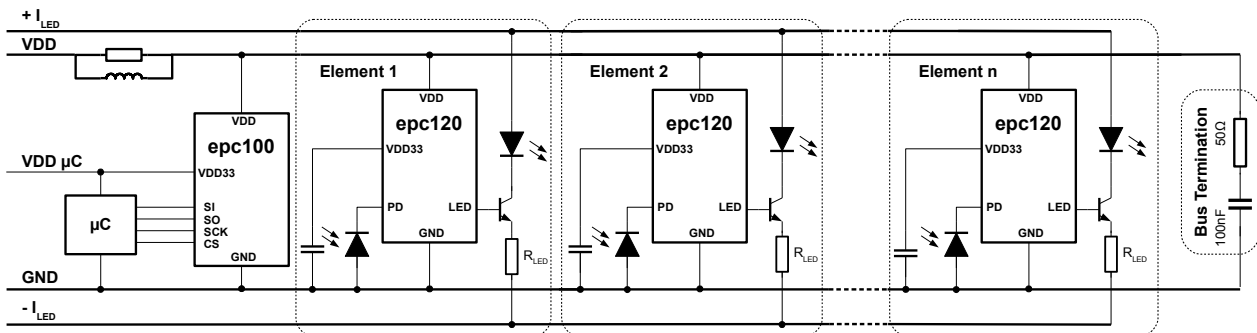 + I_LED
VDD
Element 1
Element 2
Element n
VDD
epc100
VDD33
SI
SO
SCK
CS
GND
VDD µC
µC
VDD
epc120
VDD33
PD
LED
GND
R_LED
VDD
epc120
VDD33
PD
LED
GND
R_LED
VDD
epc120
VDD33
PD
LED
GND
R_LED
Bus Termination
50Ω
100nF
GND
- I_LED